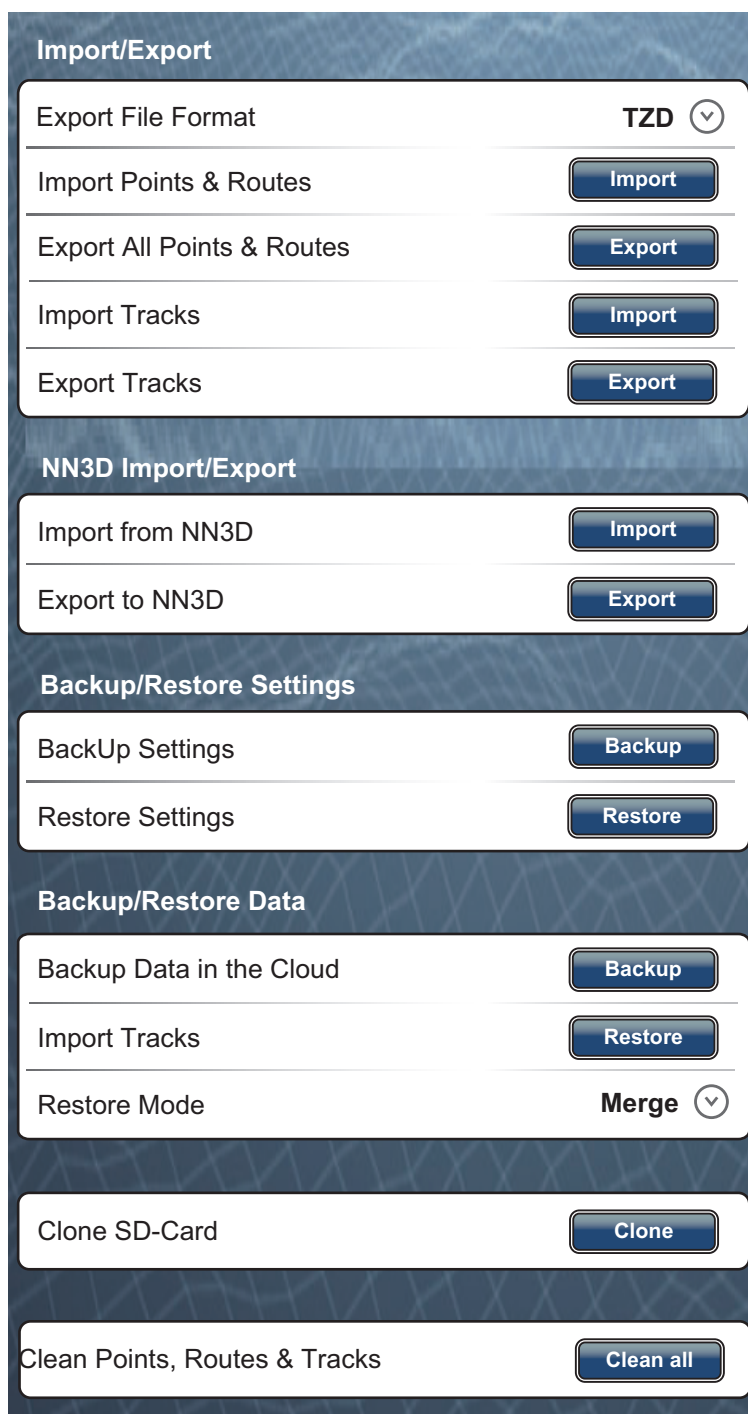 Import/Export
Export File Format TZD
Import Points & Routes Import
Export All Points & Routes Export
Import Tracks Import
Export Tracks Export
NN3D Import/Export
Import from NN3D Import
Export to NN3D Export
Backup/Restore Settings
BackUp Settings Backup
Restore Settings Restore
Backup/Restore Data
Backup Data in the Cloud Backup
Import Tracks Restore
Restore Mode Merge
Clone SD-Card Clone
Clean Points, Routes & Tracks Clean all